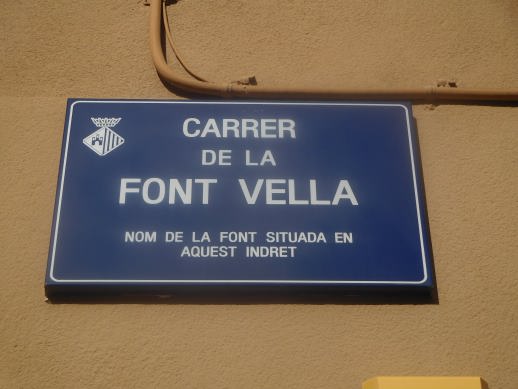 CARRER
DE LA
FONT VELLA
NOM DE LA FONT SITUADA EN
AQUEST INDRET